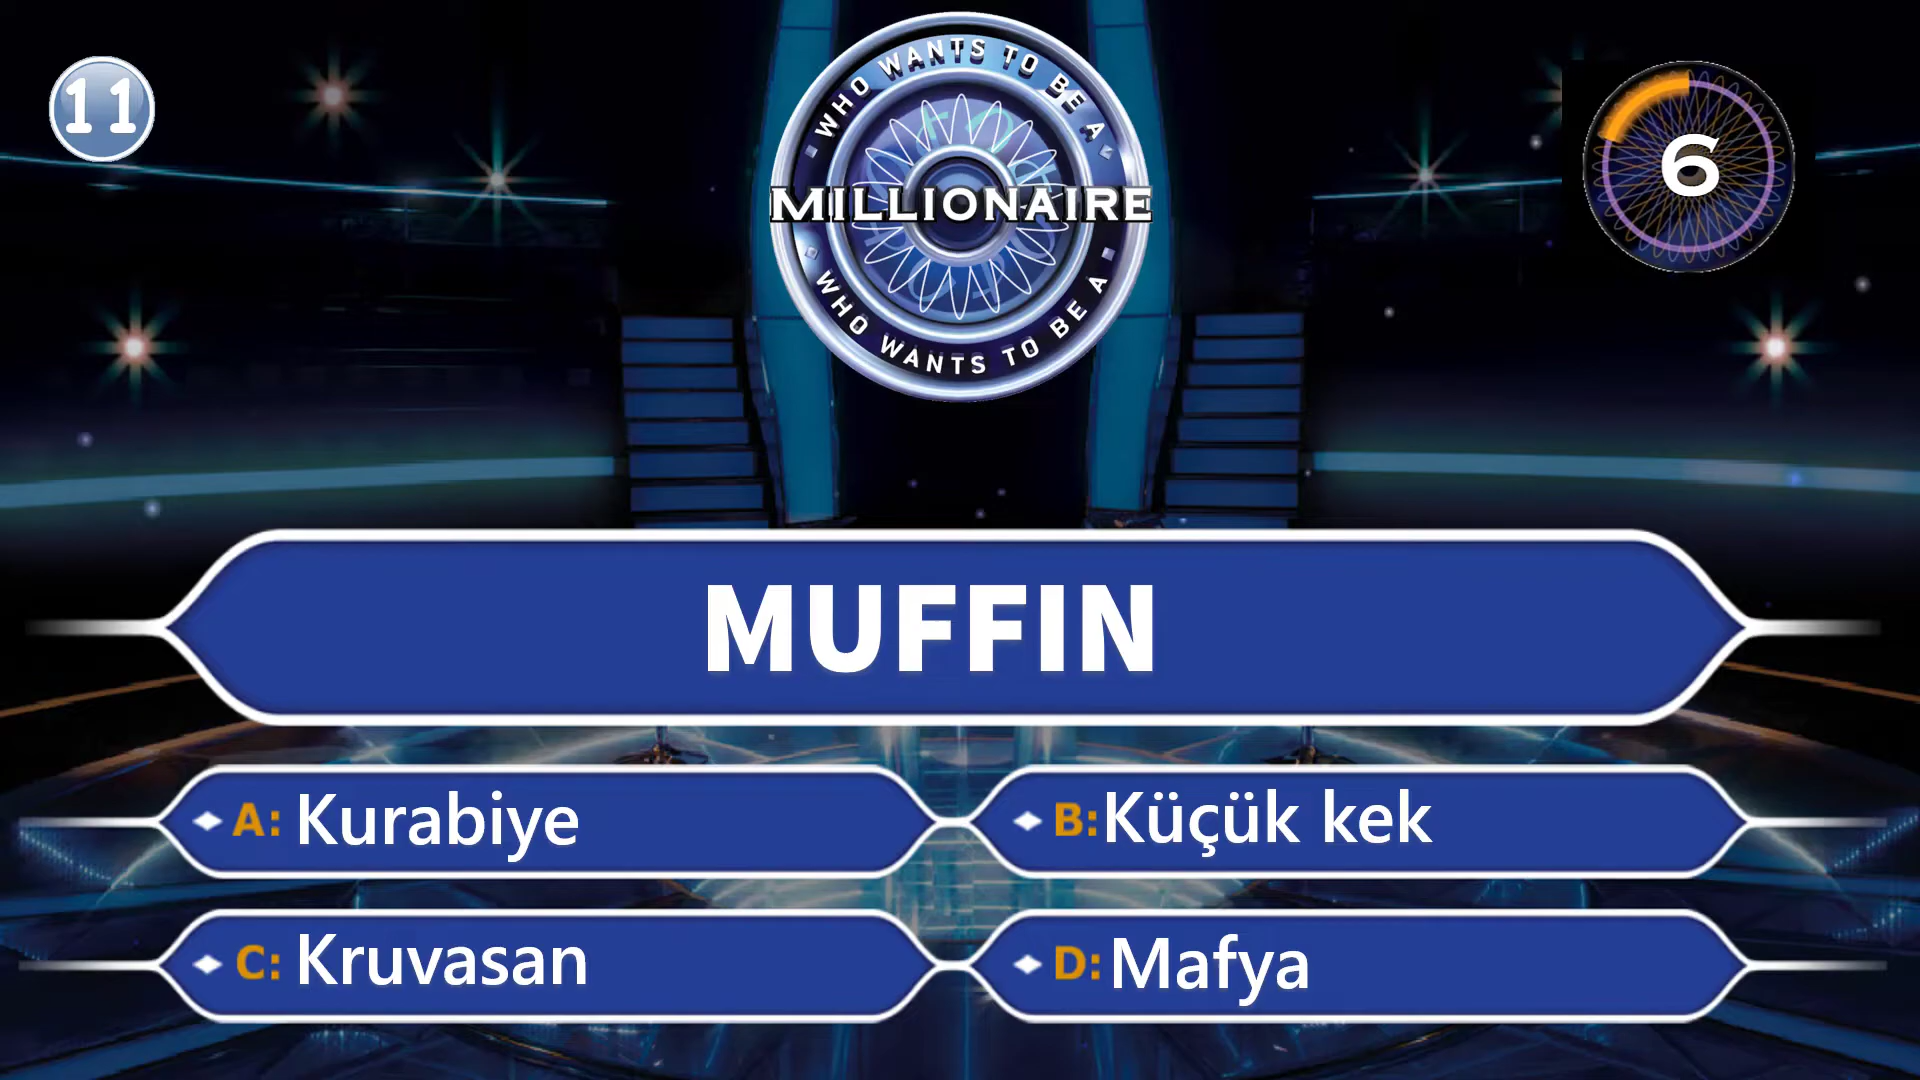 11
WHO WANTS TO BE A
MILLIONAIRE
WHO WANTS TO BE A
6
MUFFIN
A: Kurabiye
B: Küçük kek
C: Kruvasan
D: Mafya